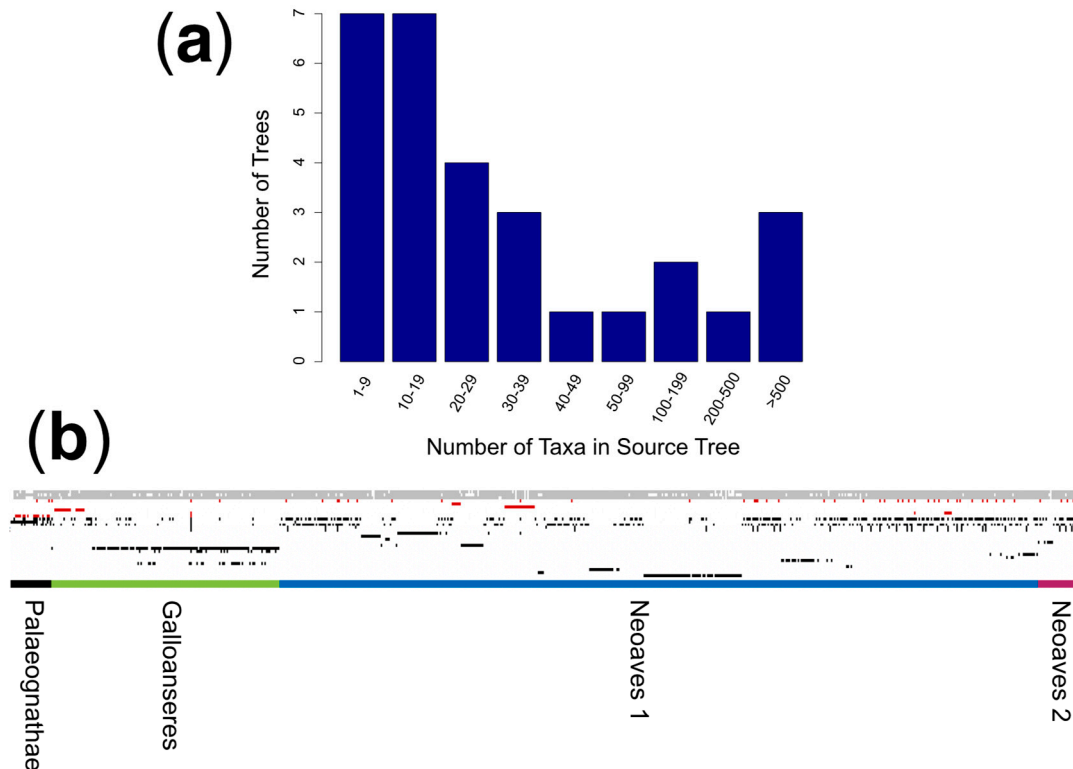 (a)
Number of Trees
7
6
5
4
3
2
1
0
1-9
10-19
20-29
30-39
40-49
50-99
100-199
200-500
>500
Number of Taxa in Source Tree
(b)
Palaeognathae
Galloanseres
Neoaves 1
Neoaves 2